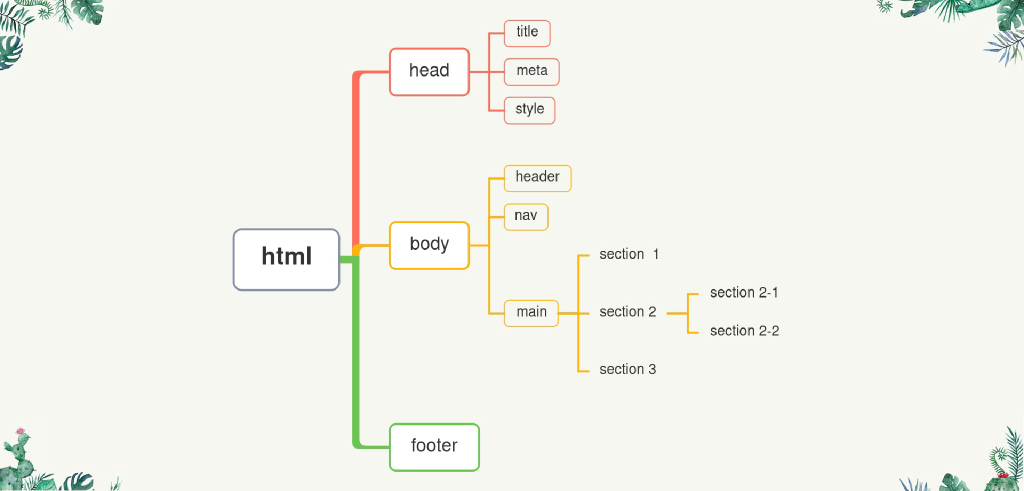 html
head
title
meta
style
body
header
nav
main
section 1
section 2
section 2-1
section 2-2
section 3
footer